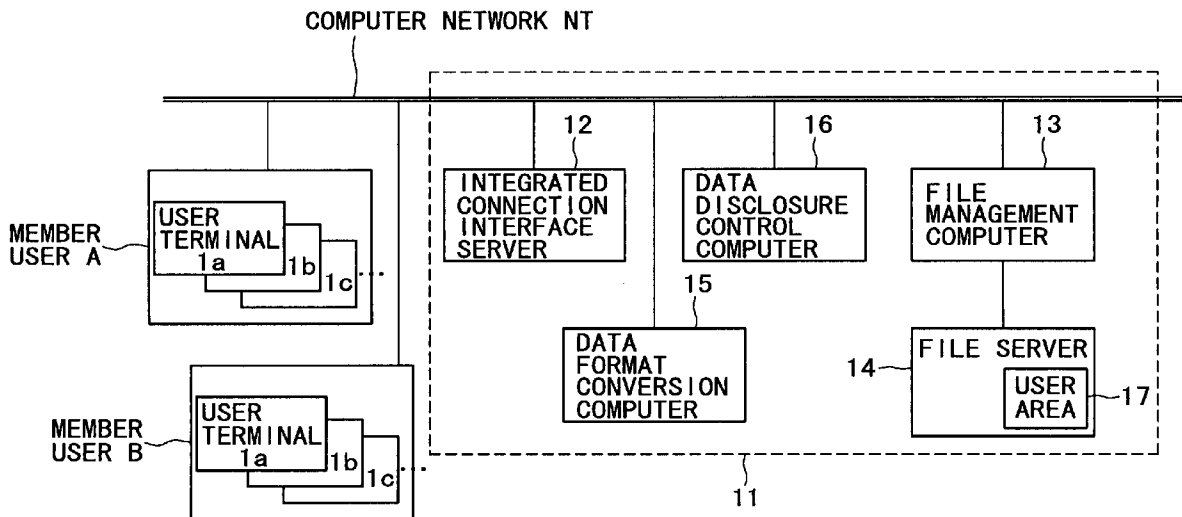 COMPUTER NETWORK NT
12
16
13
INTEGRATED
CONNECTION
INTERFACE
SERVER
DATA
DISCLOSURE
CONTROL
COMPUTER
FILE
MANAGEMENT
COMPUTER
MEMBER
USER A
USER
TERMINAL
1a
1b
1c
...
15
DATA
FORMAT
CONVERSION
COMPUTER
14
FILE SERVER
USER
AREA
17
MEMBER
USER B
USER
TERMINAL
1a
1b
1c
...
11